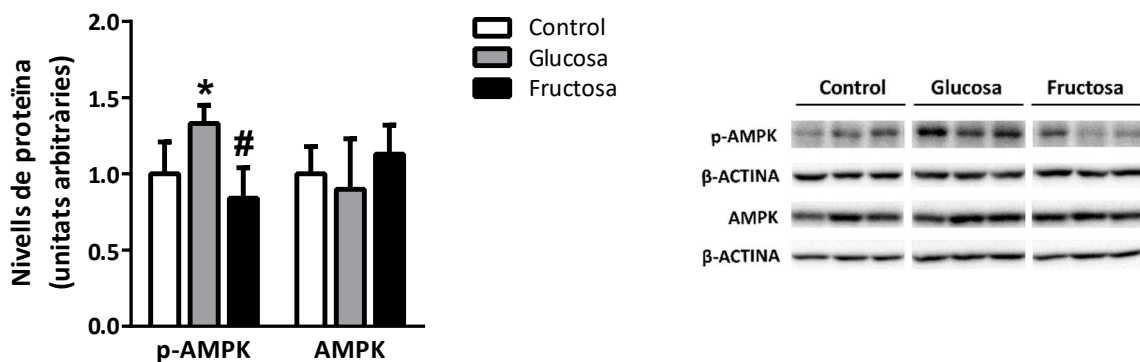 Nivells de proteïna
(unitats arbitràries)
2.0
1.5
1.0
0.5
0.0
*
#
p-AMPK AMPK
Control
Glucosa
Fructosa
Control Glucosa Fructosa
p-AMPK
β-ACTINA
AMPK
β-ACTINA